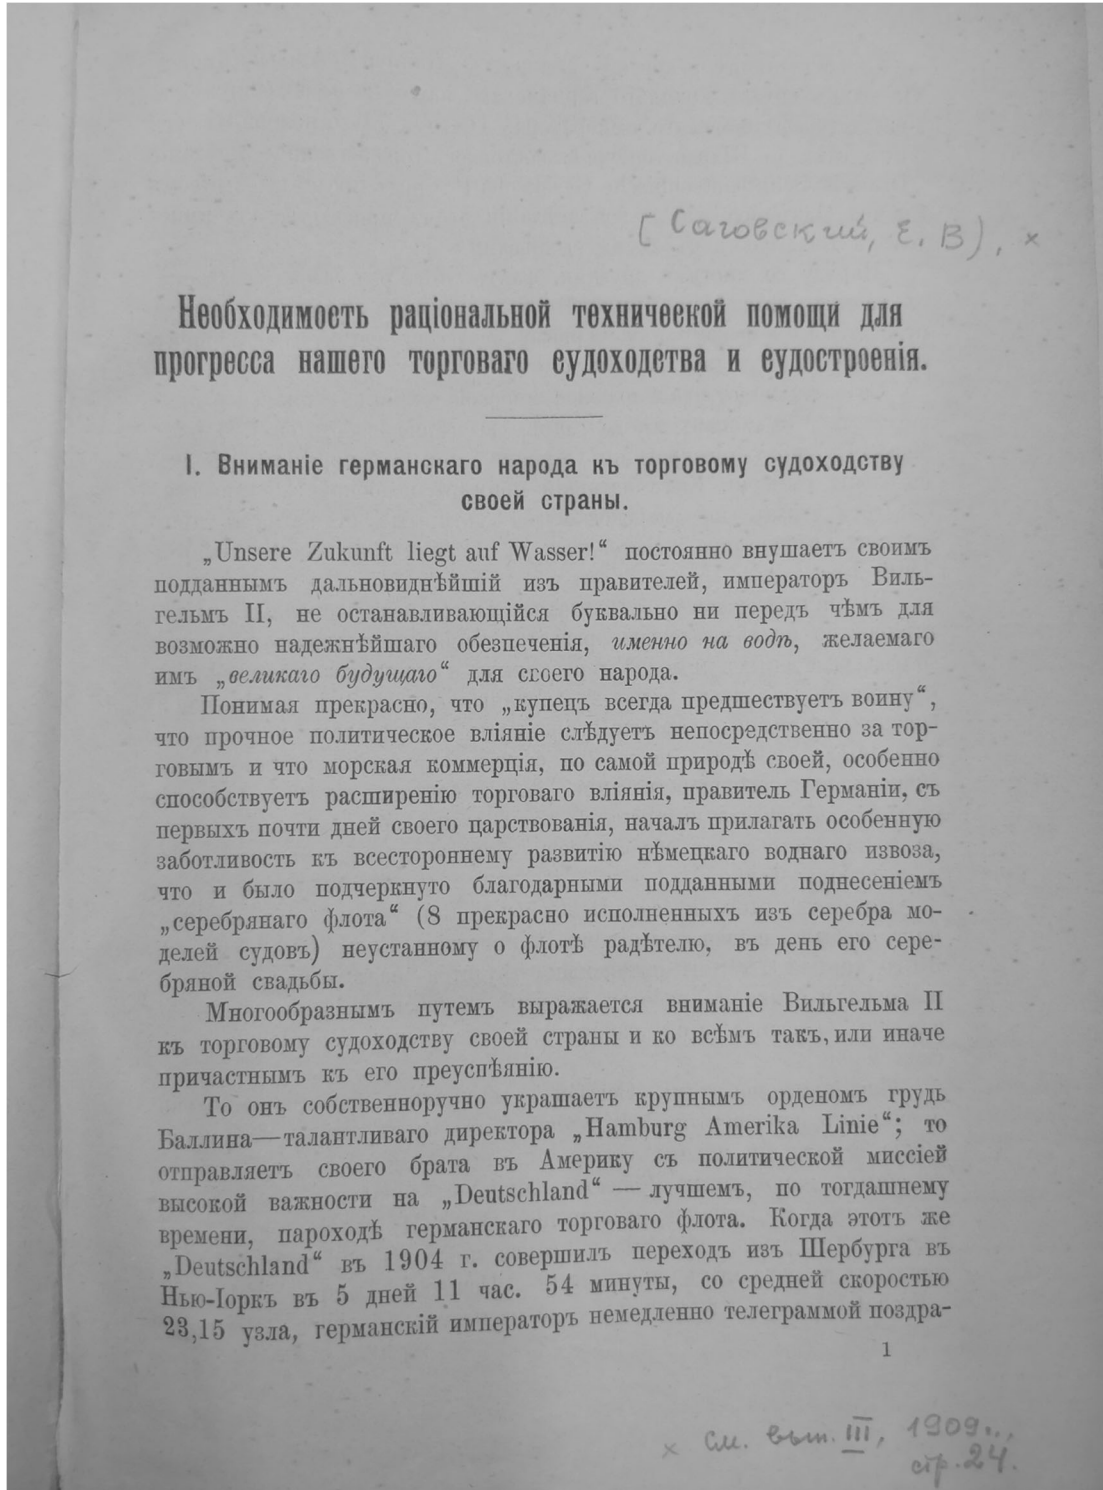 [Саговский, Е. В), ×
Необходимость раціональной технической помощи для
прогресса нашего торговаго судоходства и судостроенія.
I. Вниманіе германскаго народа къ торговому судоходству
своей страны.
„Unsere Zukunft liegt auf Wasser!“ постоянно внушаетъ своимъ
подданнымъ дальновиднѣйшій изъ правителей, императоръ Виль-
гельмъ II, не останавливающійся буквально ни передъ чѣмъ для
возможно надежнѣйшаго обезпеченія, именно на водѣ, желаемаго
имъ „великаго будущаго“ для своего народа.
Понимая прекрасно, что „купецъ всегда предшествуетъ воину“,
что прочное политическое вліяніе слѣдуетъ непосредственно за тор-
говымъ и что морская коммерція, по самой природѣ своей, особенно
способствуетъ расширенію торговаго вліянія, правитель Германіи, съ
первыхъ почти дней своего царствованія, началъ прилагать особенную
заботливость къ всестороннему развитію нѣмецкаго воднаго извоза,
что и было подчеркнуто благодарными подданными поднесеніемъ
„серебрянаго флота“ (8 прекрасно исполненныхъ изъ серебра мо-
делей судовъ) неустанному о флотѣ радѣтелю, въ день его сере-
бряной свадьбы.
Многообразнымъ путемъ выражается вниманіе Вильгельма II
къ торговому судоходству своей страны и ко всѣмъ такъ, или иначе
причастнымъ къ его преуспѣянію.
То онъ собственноручно украшаетъ крупнымъ орденомъ грудь
Баллина—талантливаго директора „Hamburg Amerika Linie“; то
отправляетъ своего брата въ Америку съ политической миссіей
высокой важности на „Deutschland“ — лучшемъ, по тогдашнему
времени, пароходѣ германскаго торговаго флота. Когда этотъ же
„Deutschland“ въ 1904 г. совершилъ переходъ изъ Шербурга въ
Нью-Іоркъ въ 5 дней 11 час. 54 минуты, со средней скоростью
23,15 узла, германскій императоръ немедленно телеграммой поздра-
1
× См. вып. III, 1909 г.,
стр. 24.